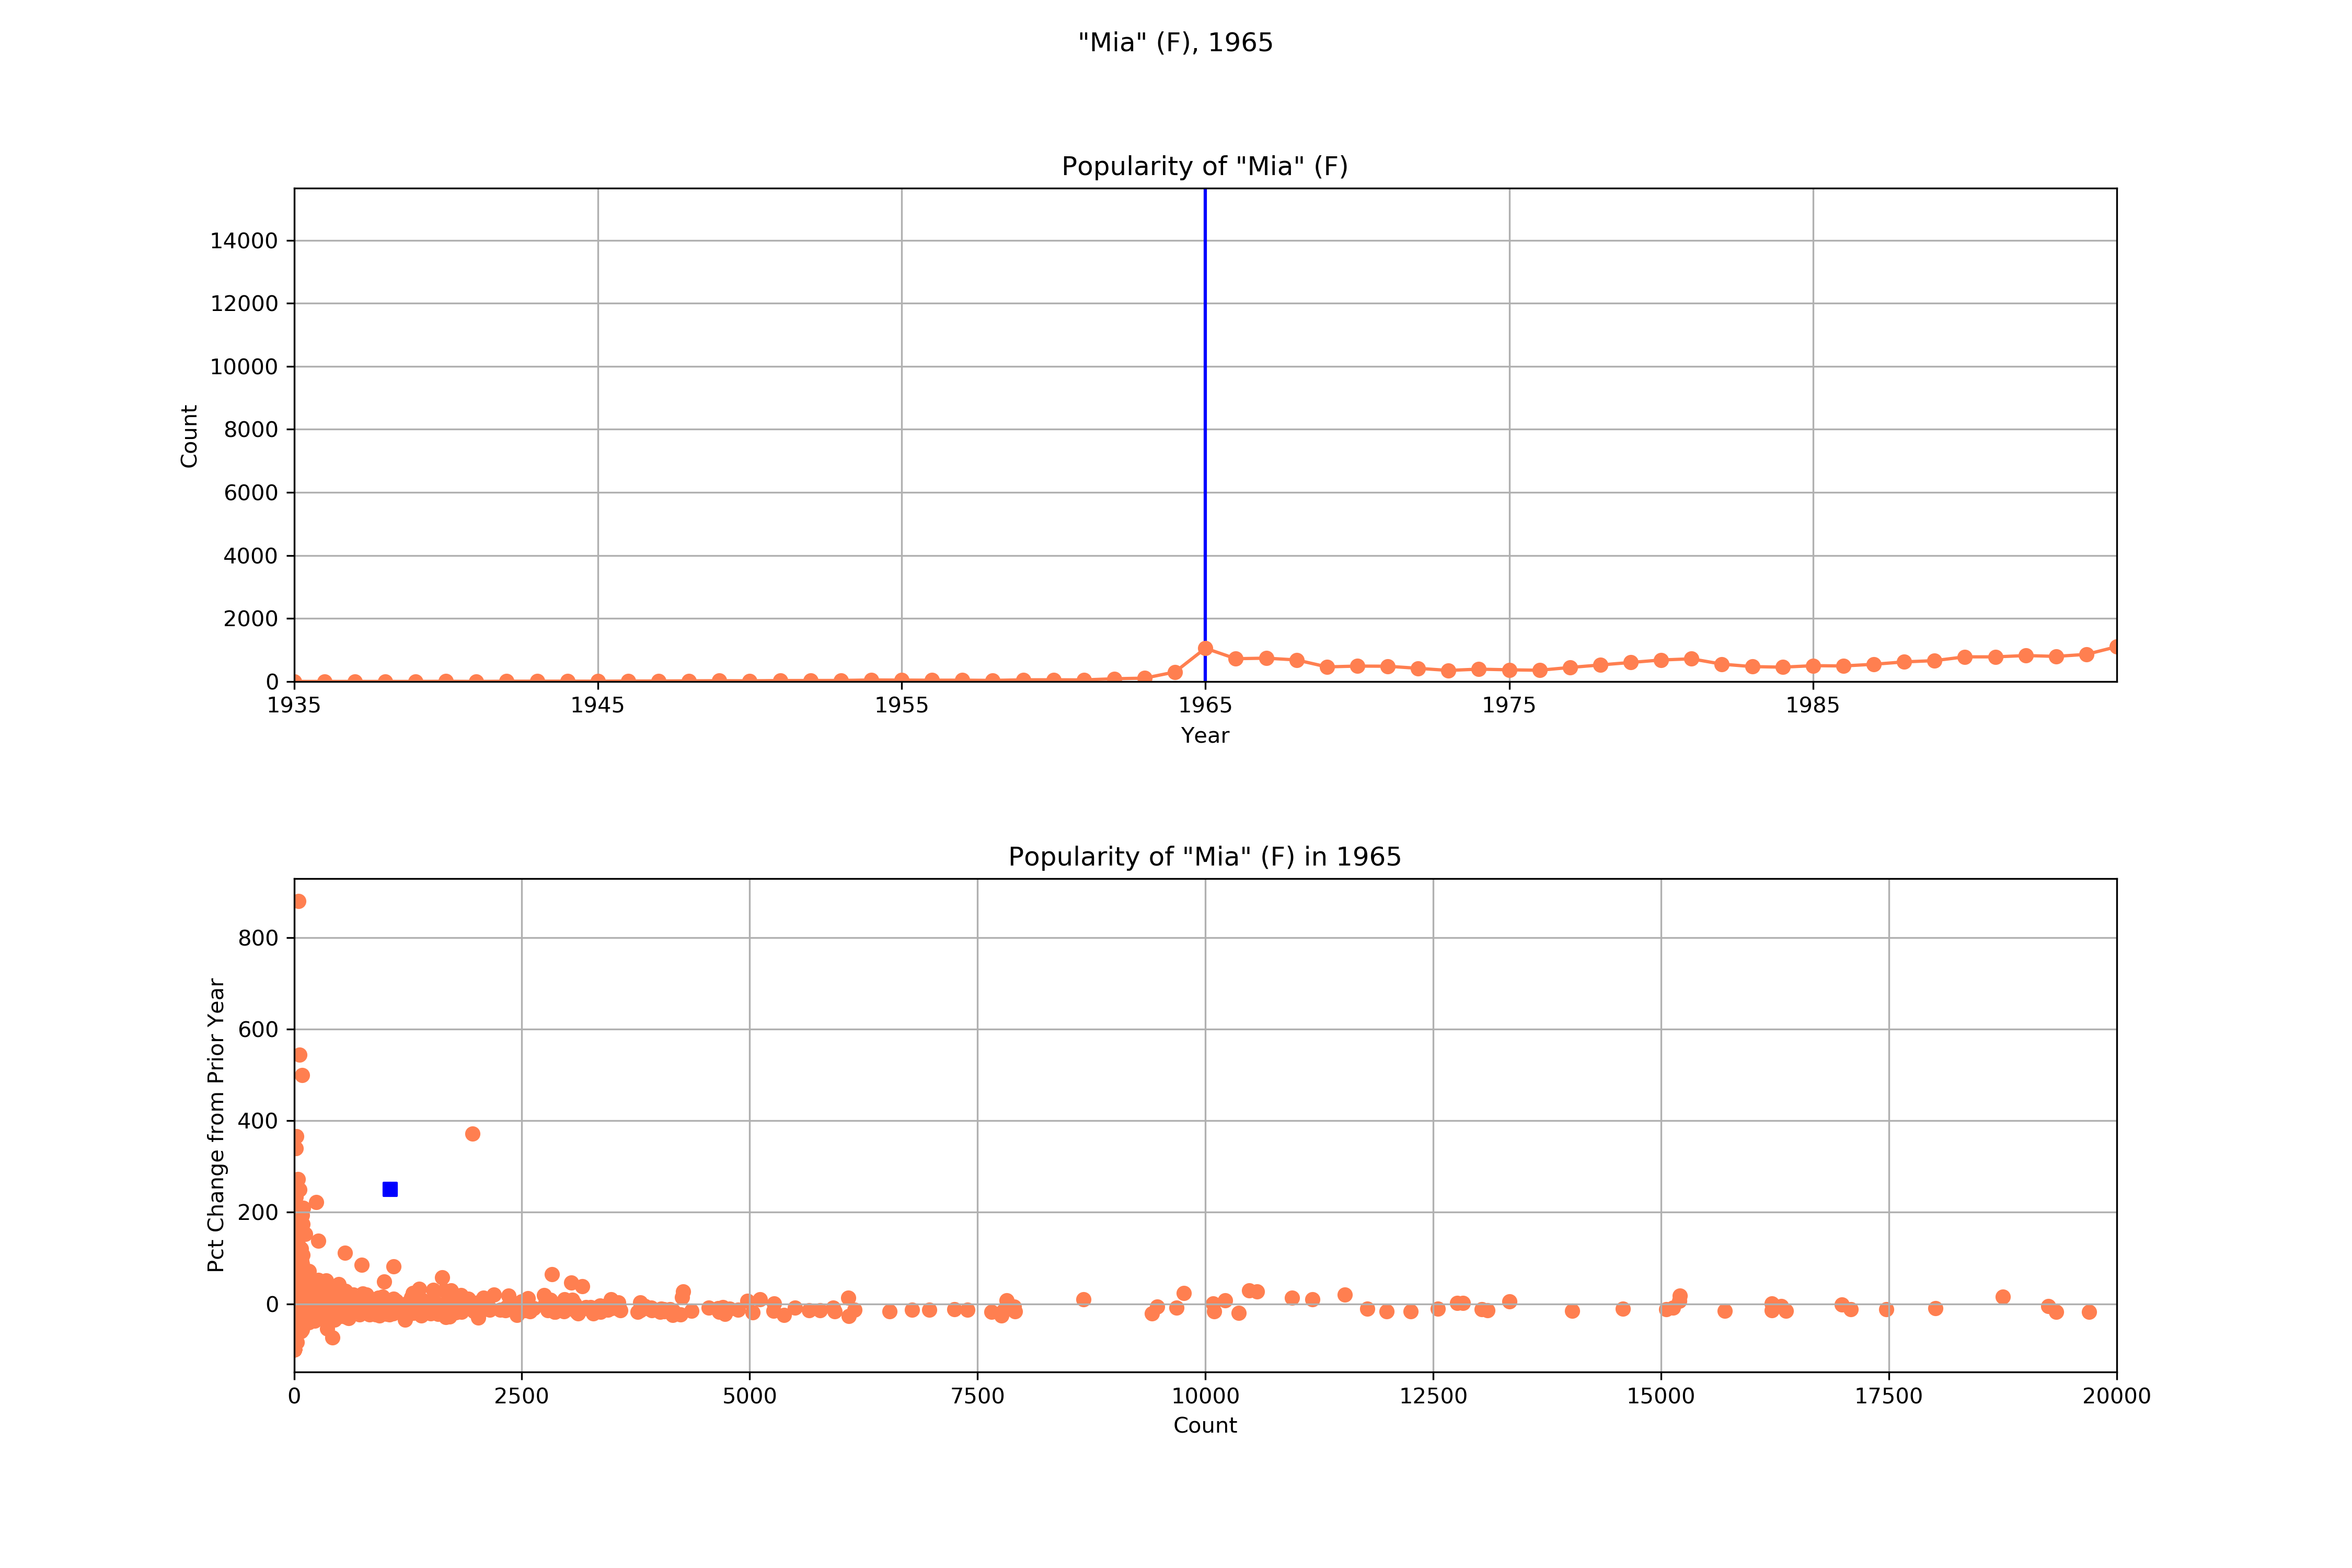 "Mia" (F), 1965
Popularity of "Mia" (F)
14000
12000
10000
8000
6000
4000
2000
0
Count
1935 1945 1955 1965 1975 1985
Year
Popularity of "Mia" (F) in 1965
800
600
400
200
0
Pct Change from Prior Year
0 2500 5000 7500 10000 12500 15000 17500 20000
Count